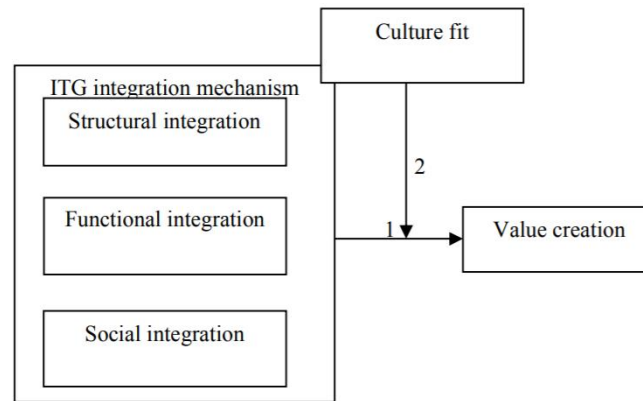 Culture fit
ITG integration mechanism
Structural integration
2
Functional integration
1
Value creation
Social integration